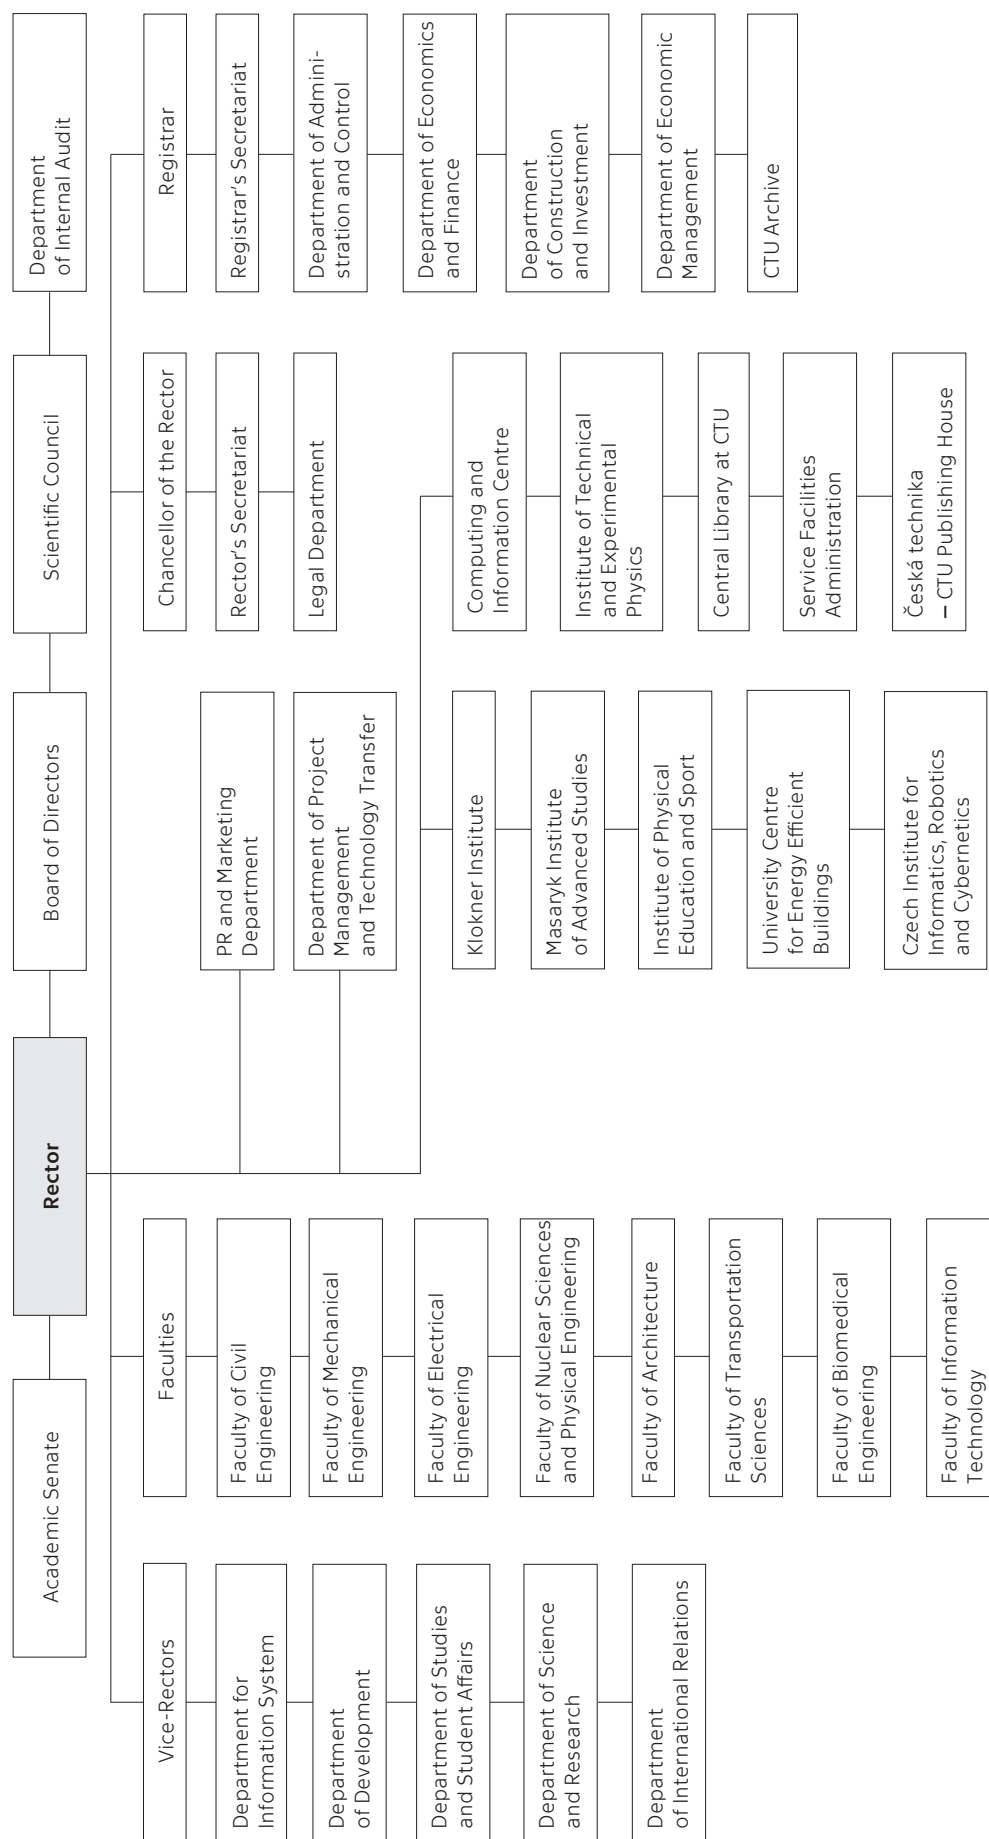 Academic Senate
Rector
Board of Directors
Scientific Council
Department
of Internal Audit
Vice-Rectors
Department for
Information System
Department
of Development
Department of Studies
and Student Affairs
Department of Science
and Research
Department
of International Relations
Faculties
Faculty of Civil
Engineering
Faculty of Mechanical
Engineering
Faculty of Electrical
Engineering
Faculty of Nuclear Sciences
and Physical Engineering
Faculty of Architecture
Faculty of Transportation
Sciences
Faculty of Biomedical
Engineering
Faculty of Information
Technology
PR and Marketing
Department
Department of Project
Management
and Technology Transfer
Klokner Institute
Masaryk Institute
of Advanced Studies
Institute of Physical
Education and Sport
University Centre
for Energy Efficient
Buildings
Czech Institute for
Informatics, Robotics
and Cybernetics
Chancellor of the Rector
Rector's Secretariat
Legal Department
Computing and
Information Centre
Institute of Technical
and Experimental
Physics
Central Library at CTU
Service Facilities
Administration
Česká technika
– CTU Publishing House
Registrar
Registrar's Secretariat
Department of Admini-
stration and Control
Department of Economics
and Finance
Department
of Construction
and Investment
Department of Economic
Management
CTU Archive